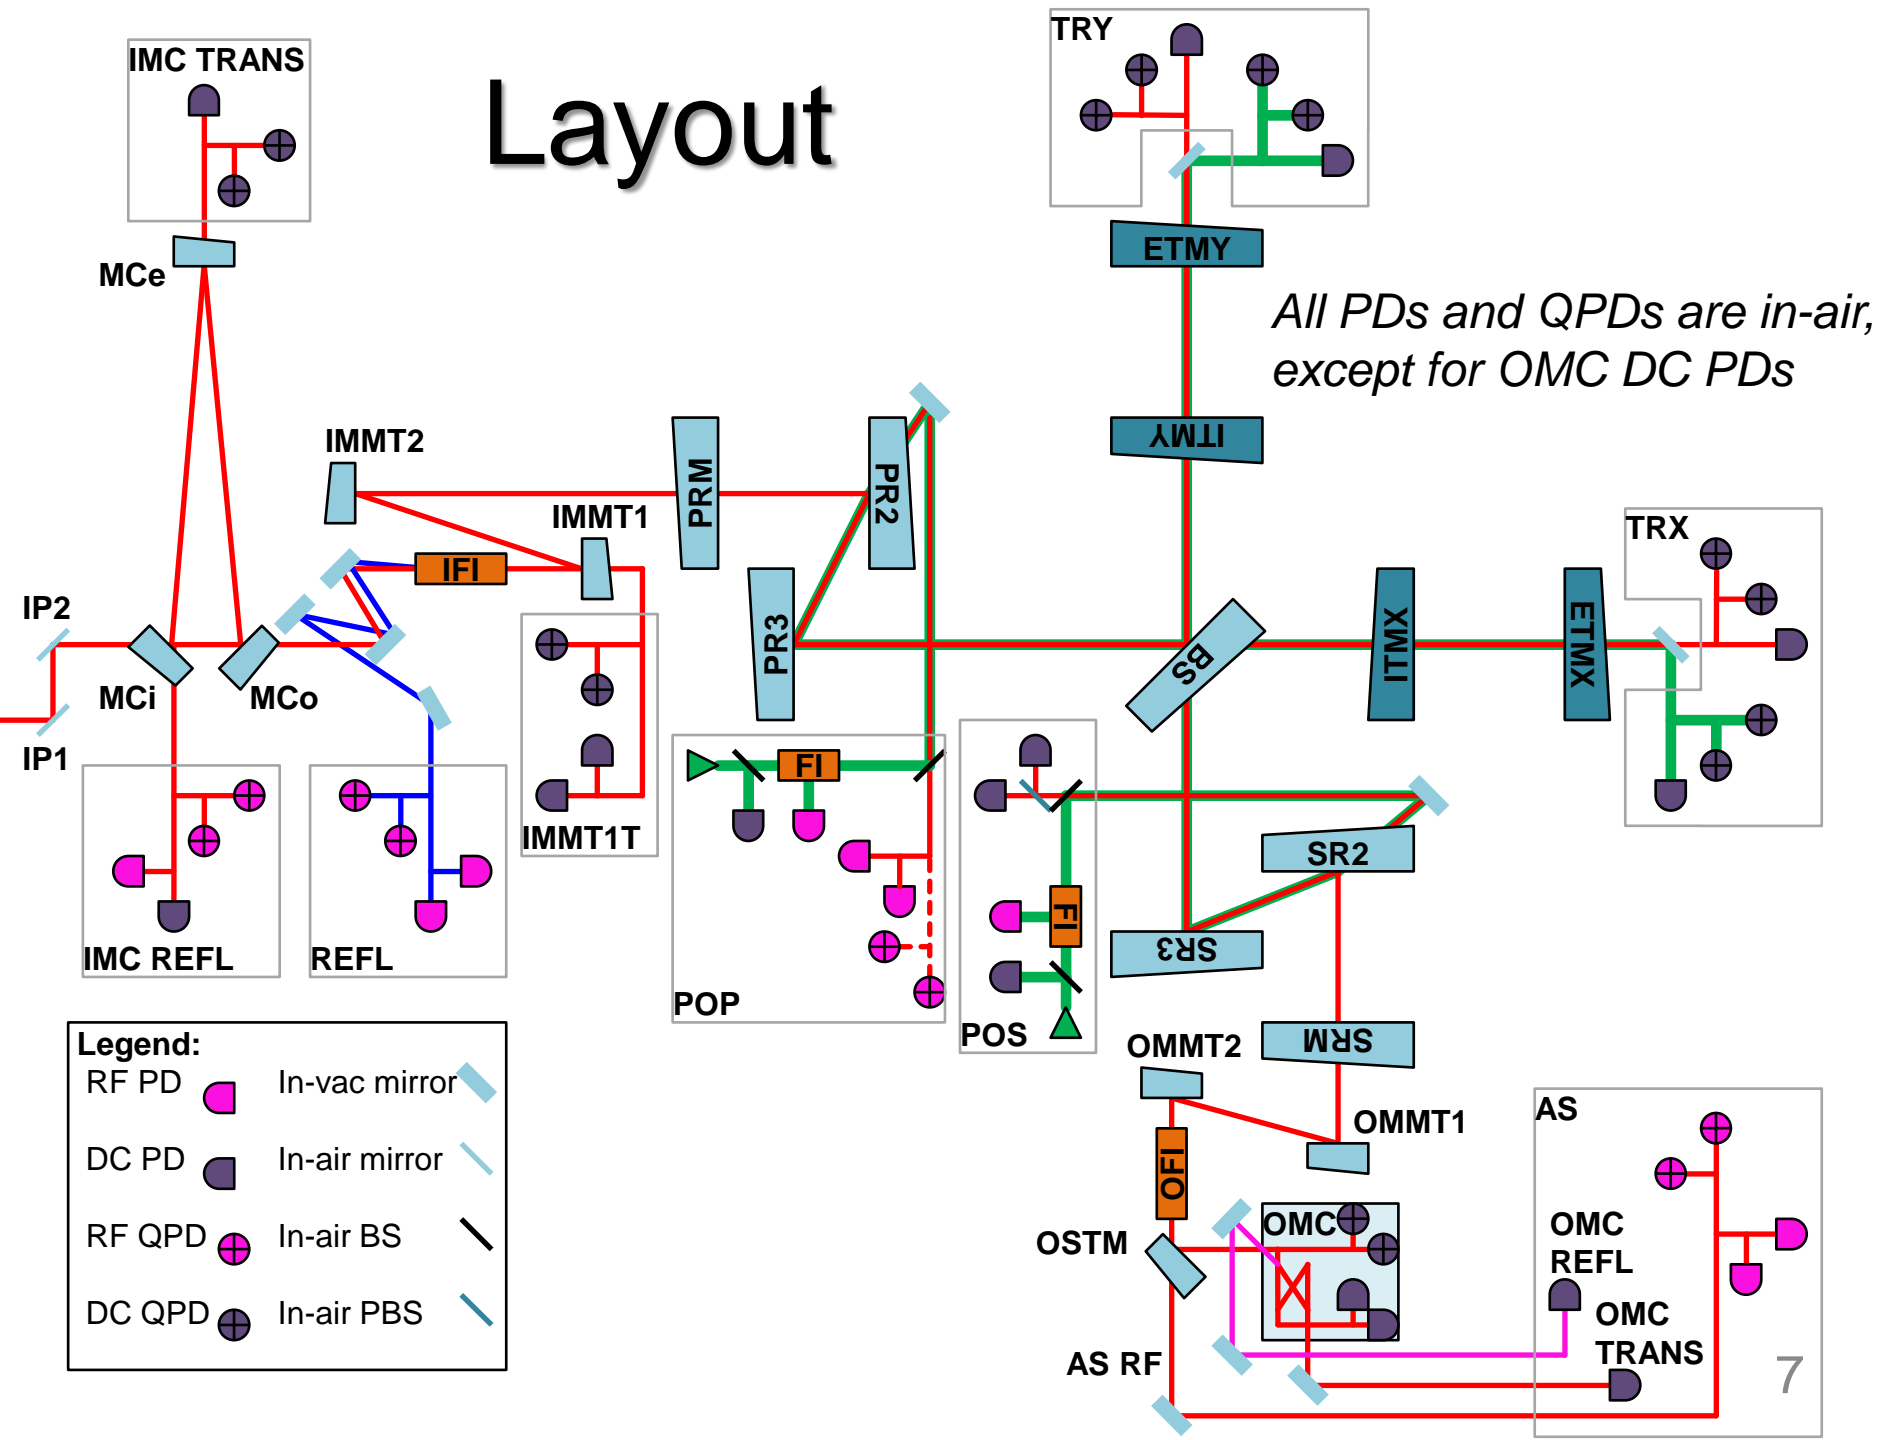 Layout
IMC TRANS
TRY
MCe
ETMY
All PDs and QPDs are in-air,
except for OMC DC PDs
IMMT2
PRM
PR2
ITMY
IMMT1
TRX
IFI
IP2
PR3
BS
ITMX
ETMX
MCi
MCo
IP1
FI
IMMT1T
SR2
FI
IMC REFL
REFL
SR3
POP
POS
SRM
OMMT2
OMMT1
AS
OFI
OSTM
OMC
OMC
REFL
OMC
TRANS
AS RF
Legend:
RF PD
In-vac mirror
DC PD
In-air mirror
RF QPD
In-air BS
DC QPD
In-air PBS
7